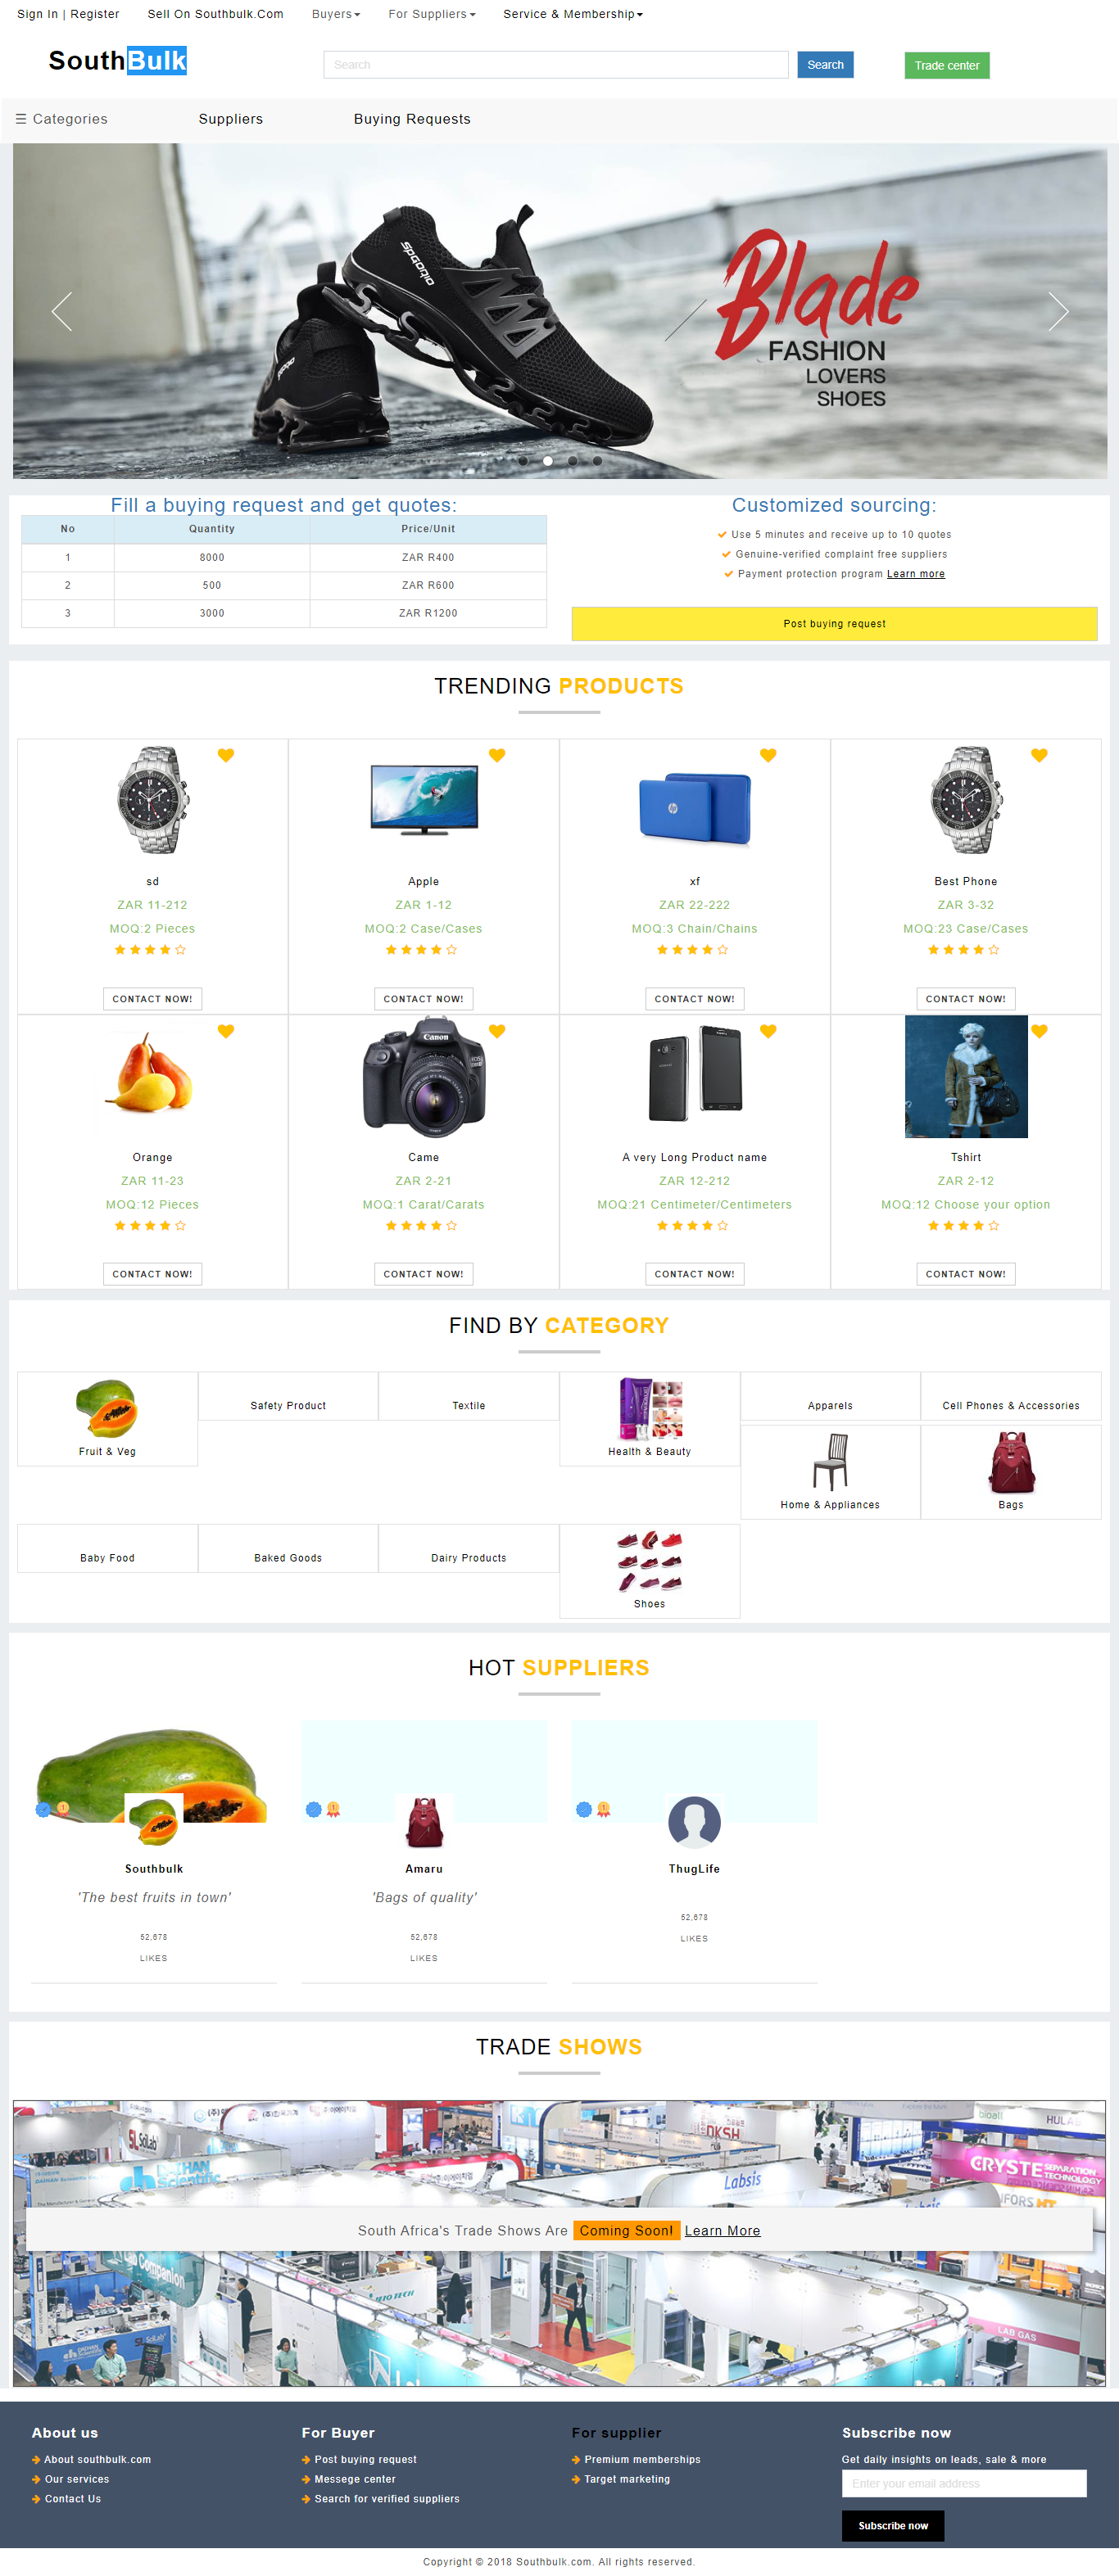 Sign In | Register Sell On Southbulk.Com Buyers For Suppliers Service & Membership
SouthBulk Search Search Trade center
☰ Categories Suppliers Buying Requests
spgoqio
Blade
FASHION
LOVERS
SHOES
Fill a buying request and get quotes:
No Quantity Price/Unit
1 8000 ZAR R400
2 500 ZAR R600
3 3000 ZAR R1200
Customized sourcing:
Use 5 minutes and receive up to 10 quotes
Genuine-verified complaint free suppliers
Payment protection program Learn more
Post buying request
TRENDING PRODUCTS
sd Apple xf Best Phone
ZAR 11-212 ZAR 1-12 ZAR 22-222 ZAR 3-32
MOQ:2 Pieces MOQ:2 Case/Cases MOQ:3 Chain/Chains MOQ:23 Case/Cases
CONTACT NOW! CONTACT NOW! CONTACT NOW! CONTACT NOW!
Canon
Orange Came A very Long Product name Tshirt
ZAR 11-23 ZAR 2-21 ZAR 12-212 ZAR 2-12
MOQ:12 Pieces MOQ:1 Carat/Carats MOQ:21 Centimeter/Centimeters MOQ:12 Choose your option
CONTACT NOW! CONTACT NOW! CONTACT NOW! CONTACT NOW!
FIND BY CATEGORY
Safety Product Textile Apparels Cell Phones & Accessories
Fruit & Veg Health & Beauty
Home & Appliances Bags
Baby Food Baked Goods Dairy Products
Shoes
HOT SUPPLIERS
Southbulk Amaru ThugLife
'The best fruits in town' 'Bags of quality'
52,678 52,678 52,678
LIKES LIKES LIKES
TRADE SHOWS
SciLab
DKSH
Labsis
HULAB
CRYSTE SEPARATION TECHNOLOGY
South Africa's Trade Shows Are Coming Soon! Learn More
Lab Companion
LAB GAS
About us For Buyer For supplier Subscribe now
About southbulk.com Post buying request Premium memberships Get daily insights on leads, sale & more
Our services Messege center Target marketing Enter your email address
Contact Us Search for verified suppliers
Subscribe now
Copyright © 2018 Southbulk.com. All rights reserved.